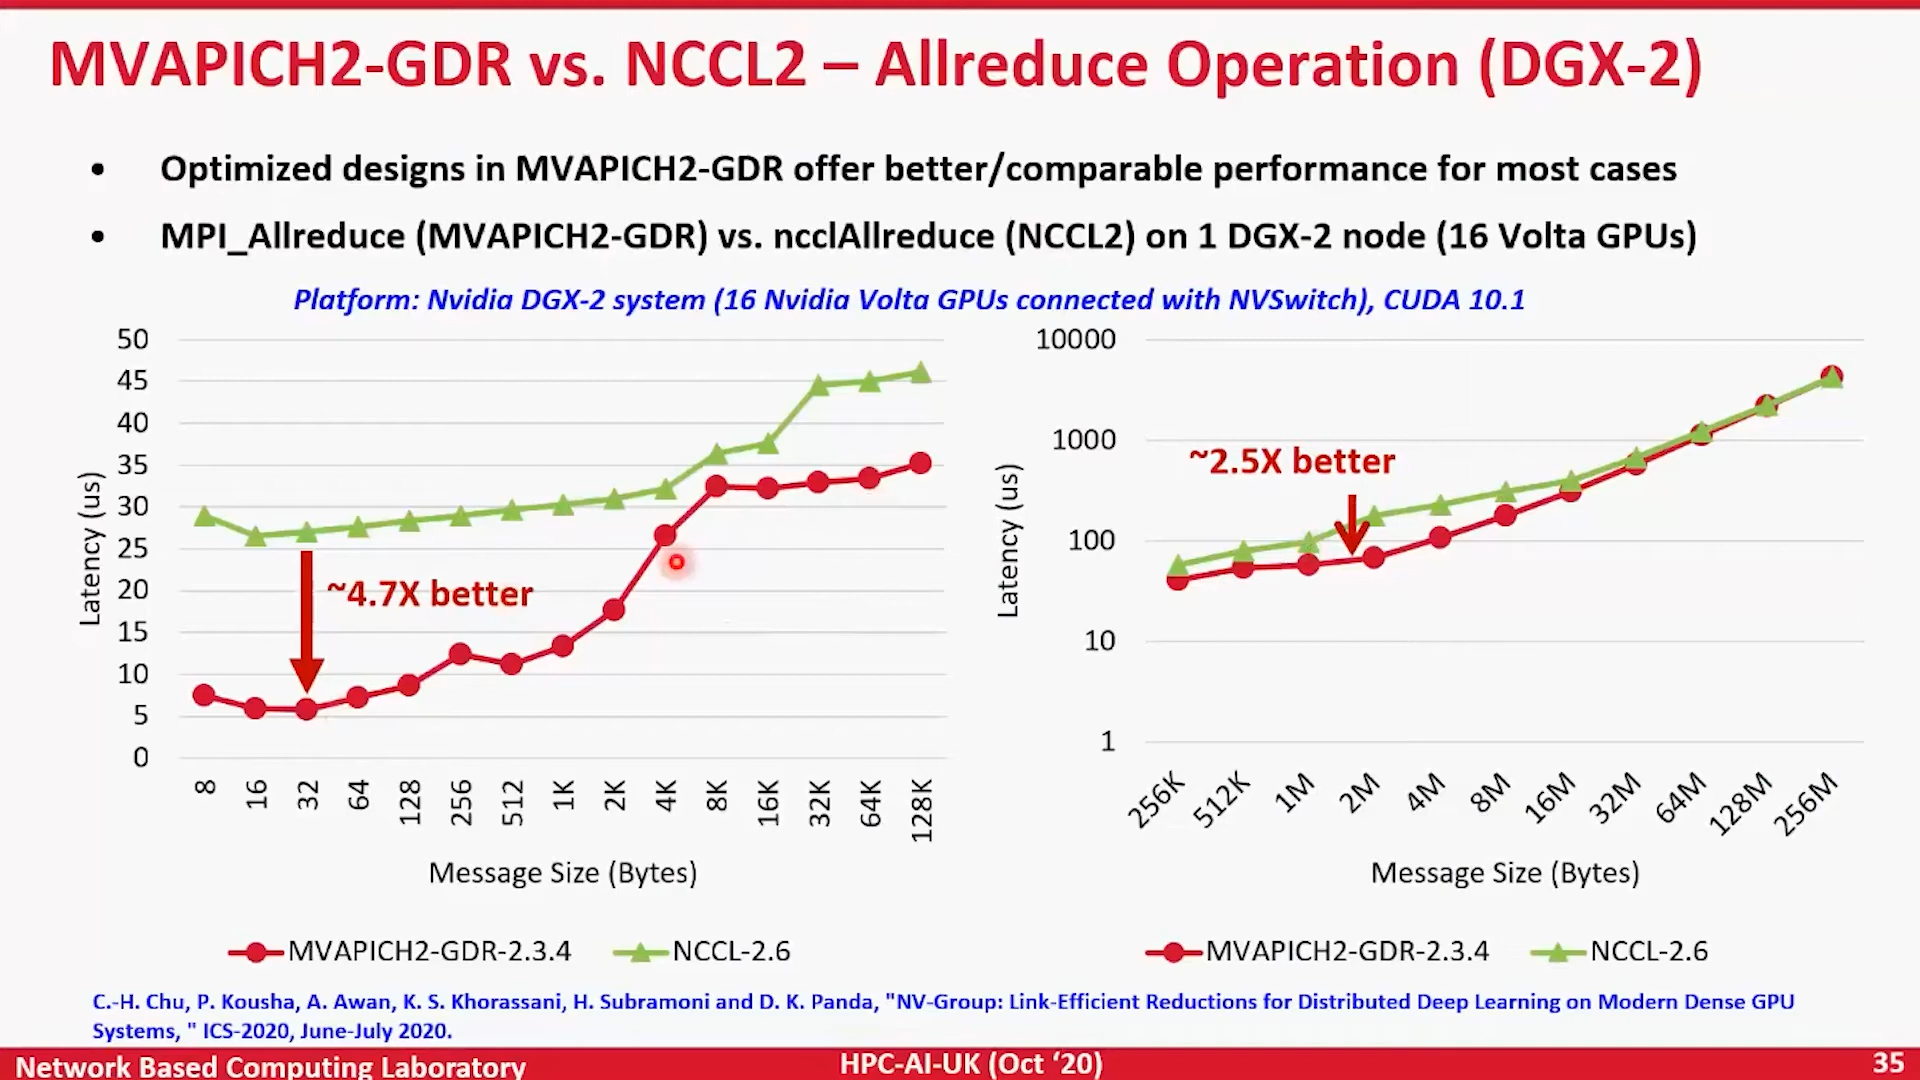 MVAPICH2-GDR vs. NCCL2 – Allreduce Operation (DGX-2)
• Optimized designs in MVAPICH2-GDR offer better/comparable performance for most cases
• MPI_Allreduce (MVAPICH2-GDR) vs. ncclAllreduce (NCCL2) on 1 DGX-2 node (16 Volta GPUs)
Platform: Nvidia DGX-2 system (16 Nvidia Volta GPUs connected with NVSwitch), CUDA 10.1
50
45
40
35
30
25
20
15
10
5
0
Latency (us)
~4.7X better
8 16 32 64 128 256 512 1K 2K 4K 8K 16K 32K 64K 128K
Message Size (Bytes)
MVAPICH2-GDR-2.3.4 NCCL-2.6
10000
1000
100
10
1
Latency (us)
~2.5X better
256K 512K 1M 2M 4M 8M 16M 32M 64M 128M 256M
Message Size (Bytes)
MVAPICH2-GDR-2.3.4 NCCL-2.6
C.-H. Chu, P. Kousha, A. Awan, K. S. Khorassani, H. Subramoni and D. K. Panda, "NV-Group: Link-Efficient Reductions for Distributed Deep Learning on Modern Dense GPU
Systems, " ICS-2020, June-July 2020.
Network Based Computing Laboratory HPC-AI-UK (Oct ‘20) 35